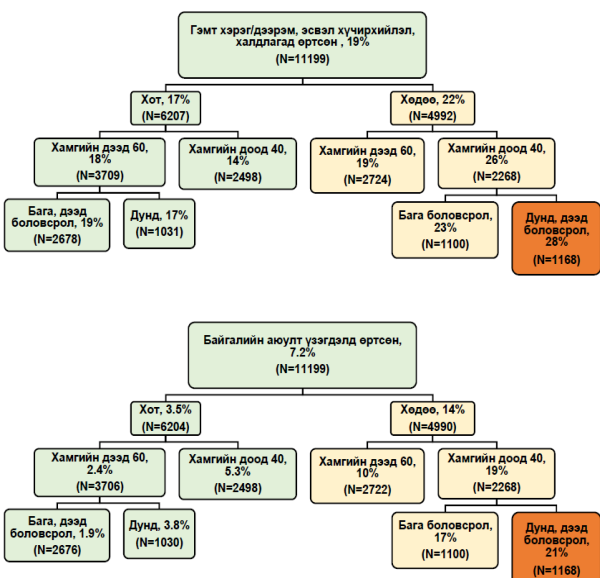 Гэмт хэрэг/дээрэм, эсвэл хүчирхийлэл,
халдлагад өртсөн , 19%
(N=11199)
Хот, 17%
(N=6207)
Хөдөө, 22%
(N=4992)
Хамгийн дээд 60,
18%
(N=3709)
Хамгийн доод 40,
14%
(N=2498)
Хамгийн дээд 60,
19%
(N=2724)
Хамгийн доод 40,
26%
(N=2268)
Бага, дээд
боловсрол, 19%
(N=2678)
Дунд, 17%
(N=1031)
Бага боловсрол,
23%
(N=1100)
Дунд, дээд
боловсрол,
28%
(N=1168)
Байгалийн аюулт үзэгдэлд өртсөн,
7.2%
(N=11199)
Хот, 3.5%
(N=6204)
Хөдөө, 14%
(N=4990)
Хамгийн дээд 60,
2.4%
(N=3706)
Хамгийн доод 40,
5.3%
(N=2498)
Хамгийн дээд 60,
10%
(N=2722)
Хамгийн доод 40,
19%
(N=2268)
Бага, дээд
боловсрол, 1.9%
(N=2676)
Дунд, 3.8%
(N=1030)
Бага боловсрол,
17%
(N=1100)
Дунд, дээд
боловсрол,
21%
(N=1168)